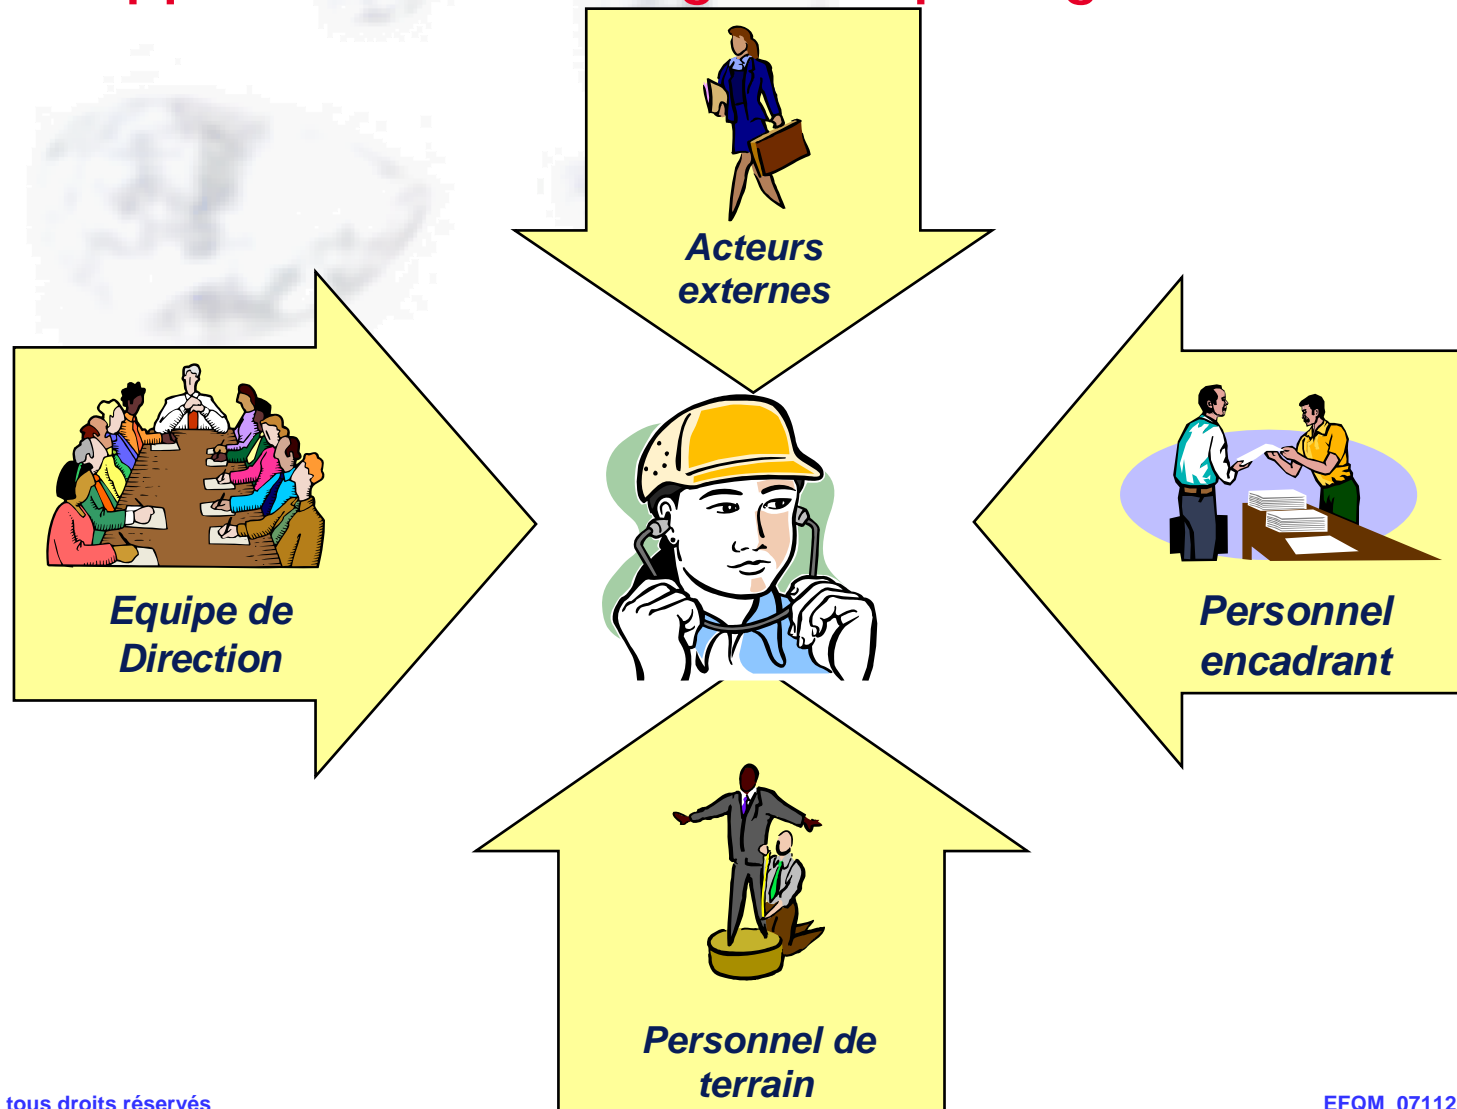 Acteurs
externes
Equipe de
Direction
Personnel
encadrant
Personnel de
terrain
tous droits réservés
EFQM 07112